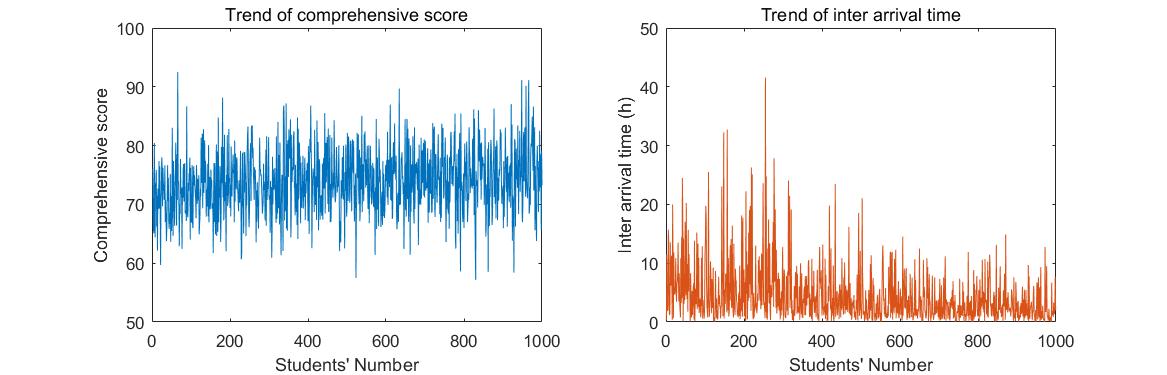 Trend of comprehensive score
100
90
80
70
60
50
Comprehensive score
0 200 400 600 800 1000
Students' Number
Trend of inter arrival time
50
40
30
20
10
0
Inter arrival time (h)
0 200 400 600 800 1000
Students' Number